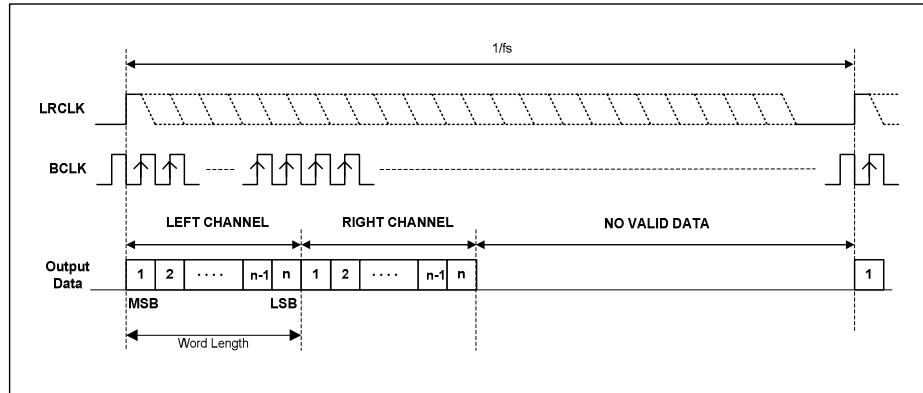 1/fs
LRCLK
BCLK
LEFT CHANNEL RIGHT CHANNEL NO VALID DATA
Output Data 1 2 .... n-1 n 1 2 .... n-1 n 1
MSB LSB
Word Length